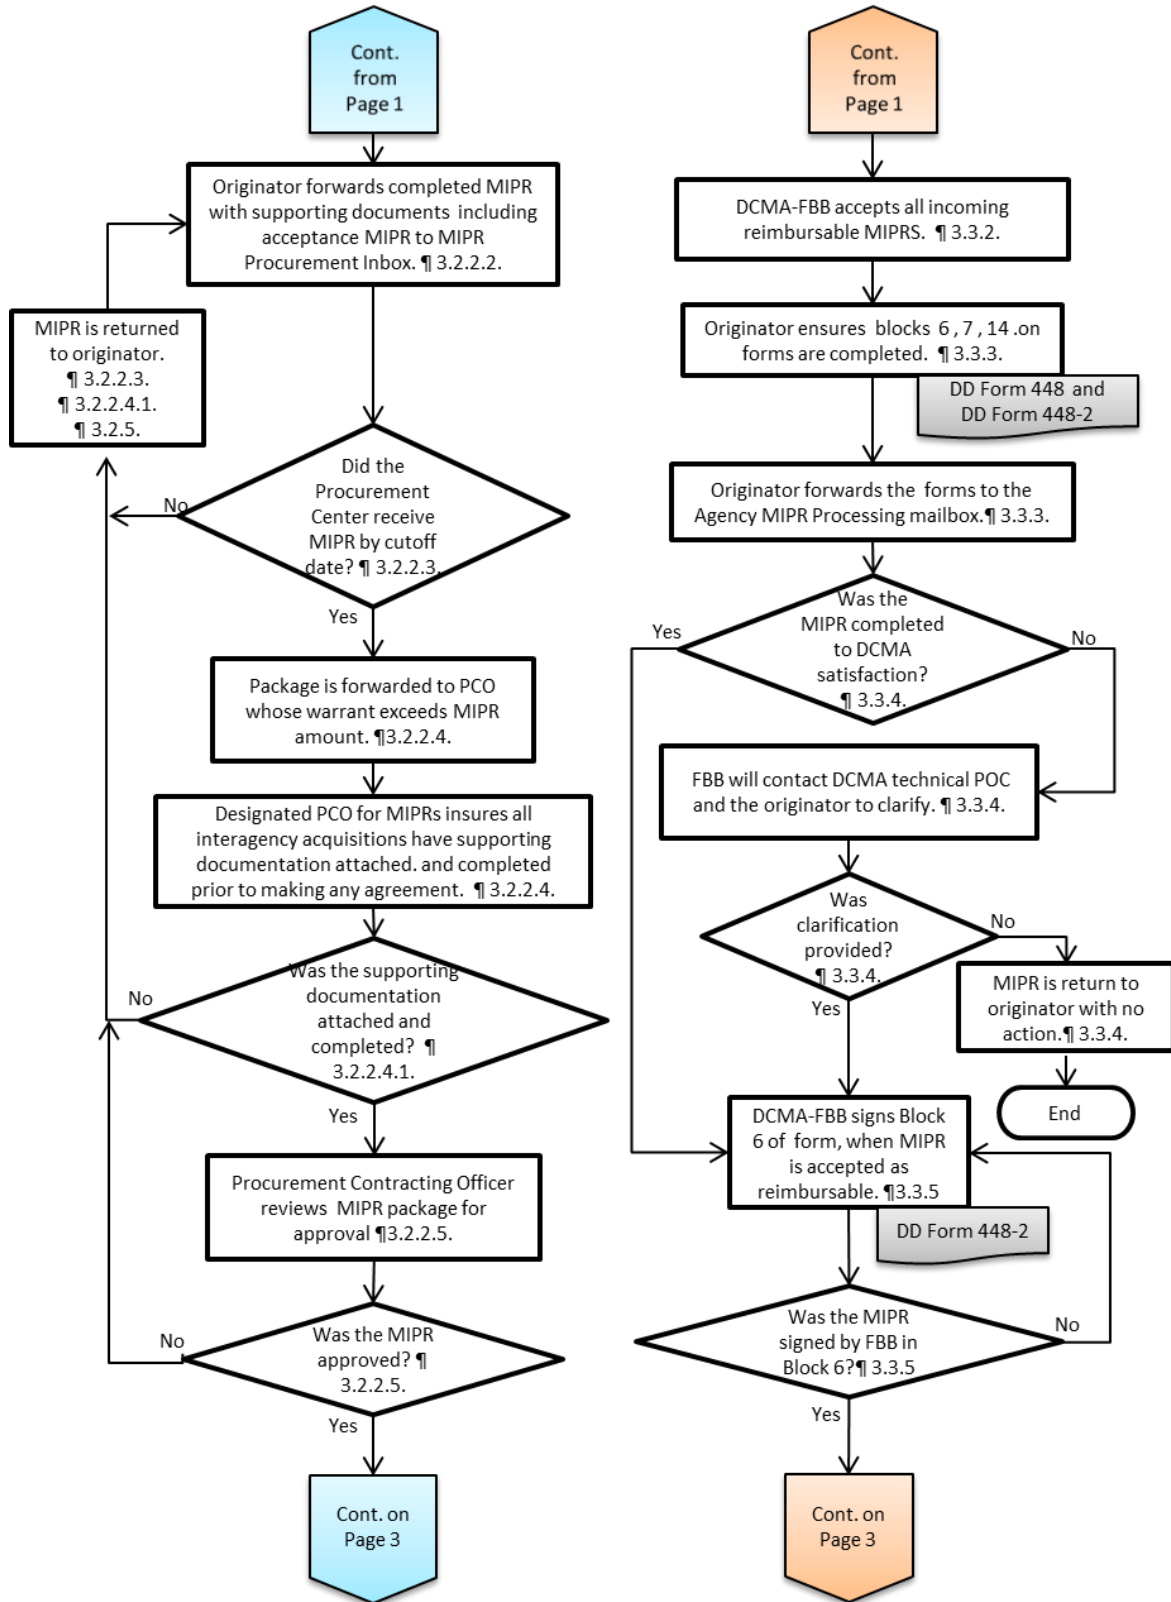 Cont.
from
Page 1
Originator forwards completed MIPR
with supporting documents including
acceptance MIPR to MIPR
Procurement Inbox. ¶ 3.2.2.2.
MIPR is returned
to originator.
¶ 3.2.2.3.
¶ 3.2.2.4.1.
¶ 3.2.5.
Did the
Procurement
Center receive
MIPR by cutoff
date? ¶ 3.2.2.3.
No
Yes
Package is forwarded to PCO
whose warrant exceeds MIPR
amount. ¶3.2.2.4.
Designated PCO for MIPRs insures all
interagency acquisitions have supporting
documentation attached. and completed
prior to making any agreement. ¶ 3.2.2.4.
Was the supporting
documentation
attached and
completed? ¶
3.2.2.4.1.
No
Yes
Procurement Contracting Officer
reviews MIPR package for
approval ¶3.2.2.5.
Was the MIPR
approved? ¶
3.2.2.5.
No
Yes
Cont. on
Page 3
Cont.
from
Page 1
DCMA-FBB accepts all incoming
reimbursable MIPRS. ¶ 3.3.2.
Originator ensures blocks 6 , 7 , 14 .on
forms are completed. ¶ 3.3.3.
DD Form 448 and
DD Form 448-2
Originator forwards the forms to the
Agency MIPR Processing mailbox.¶ 3.3.3.
Was the
MIPR completed
to DCMA
satisfaction?
¶ 3.3.4.
Yes
No
FBB will contact DCMA technical POC
and the originator to clarify. ¶ 3.3.4.
Was
clarification
provided?
¶ 3.3.4.
No
Yes
MIPR is return to
originator with no
action.¶ 3.3.4.
End
DCMA-FBB signs Block
6 of form, when MIPR
is accepted as
reimbursable. ¶3.3.5
DD Form 448-2
Was the MIPR
signed by FBB in
Block 6?¶ 3.3.5
No
Yes
Cont. on
Page 3